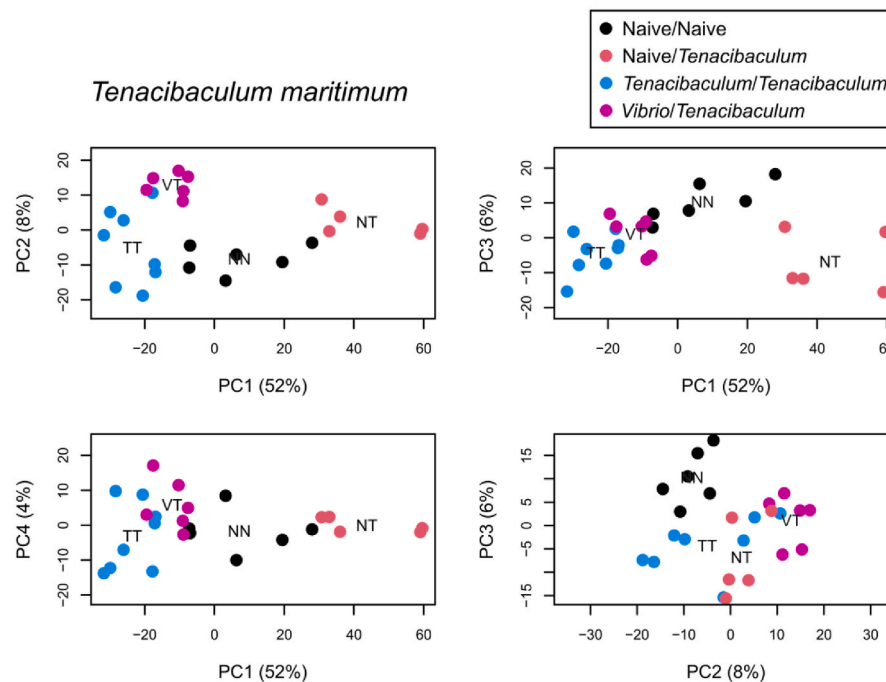 Naive/Naive
Naive/Tenacibaculum
Tenacibaculum/Tenacibaculum
Vibrio/Tenacibaculum
Tenacibaculum maritimum
PC2 (8%)
20
10
0
−10
−20
VT
TT
NN
NT
−20
0
20
40
60
PC1 (52%)
PC3 (6%)
20
10
0
−10
−20
NN
VT
TT
NT
−20
0
20
40
60
PC1 (52%)
PC4 (4%)
20
10
0
−10
−20
VT
TT
NN
NT
−20
0
20
40
60
PC1 (52%)
PC3 (6%)
15
5
0
−5
−15
NN
VT
TT
NT
−30
−20
−10
0
10
20
30
PC2 (8%)